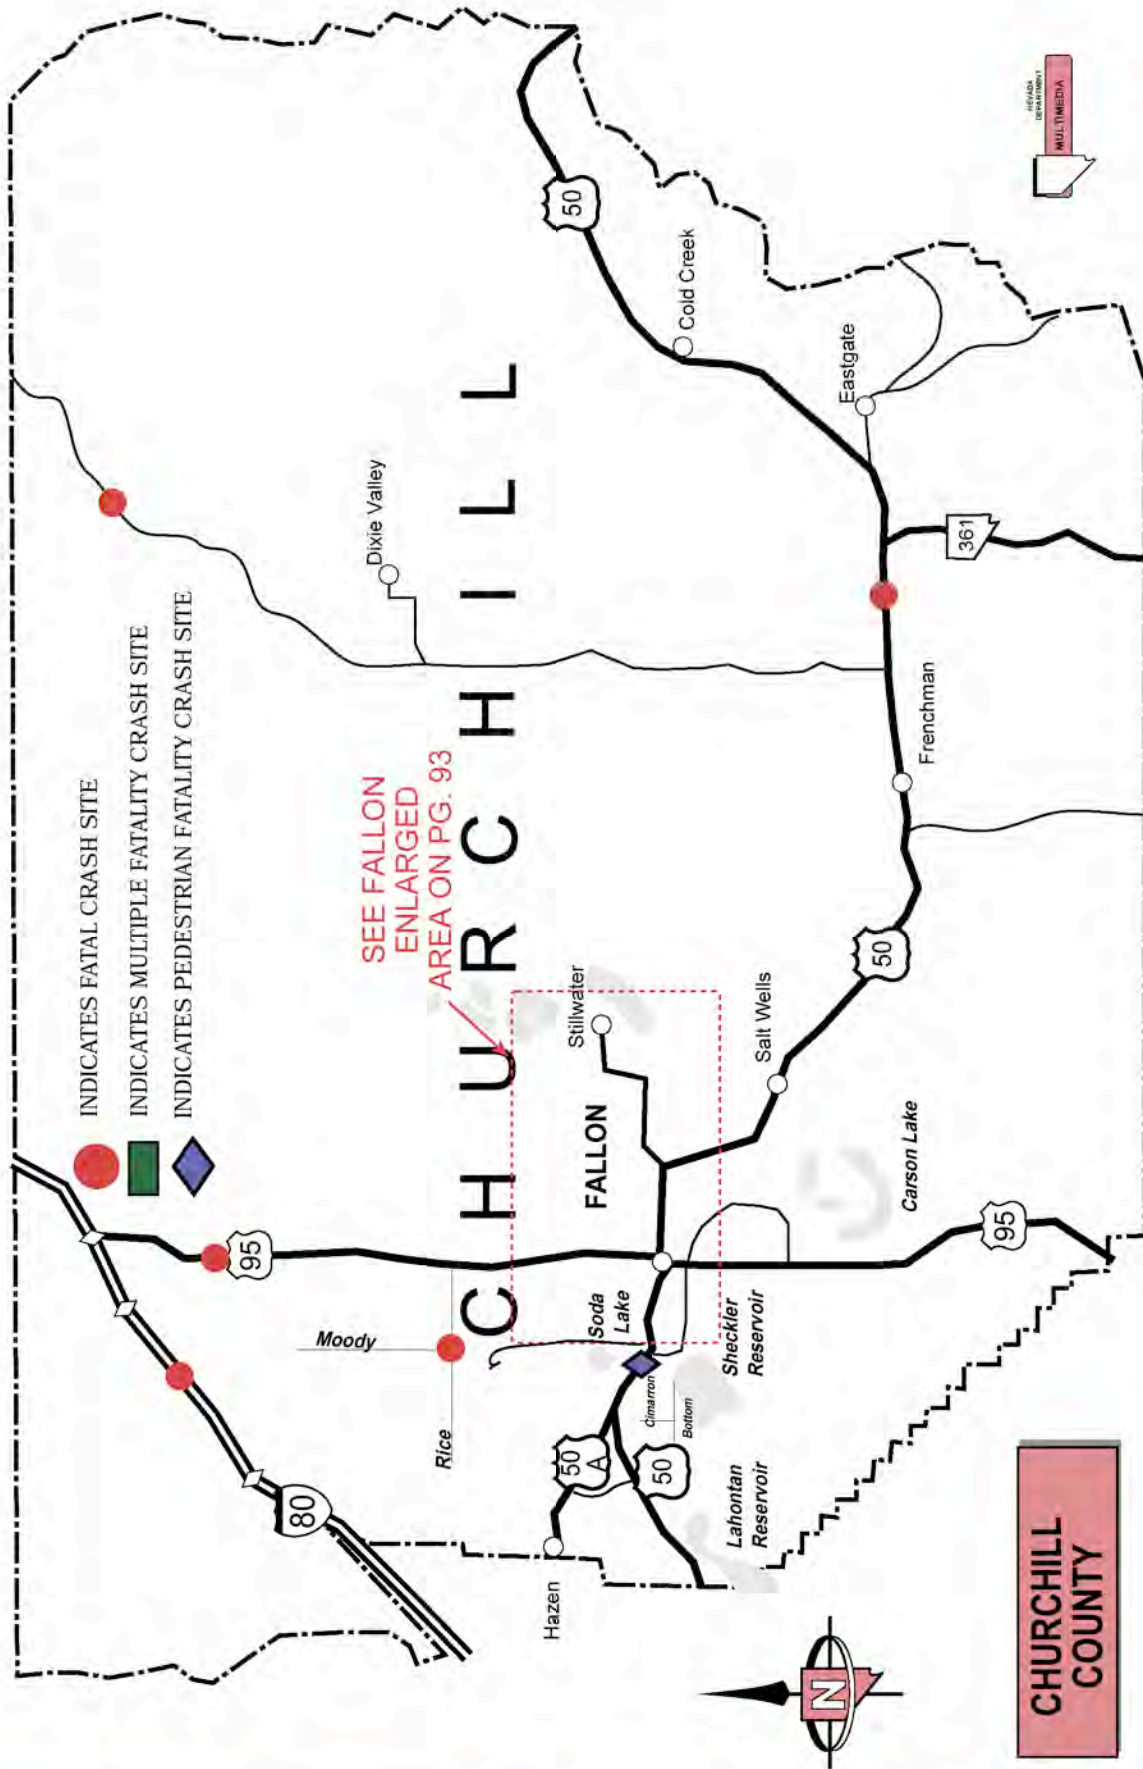 INDICATES FATAL CRASH SITE
INDICATES MULTIPLE FATALITY CRASH SITE
INDICATES PEDESTRIAN FATALITY CRASH SITE
SEE FALLON
ENLARGED
AREA ON PG. 93
CHURCHILL
80
95
Moody
Rice
Dixie Valley
50
Cold Creek
Eastgate
361
Frenchman
50
Stillwater
FALLON
Salt Wells
Soda
Lake
Hazen
50
A
50
Cimarron
Bottom
Lahontan
Reservoir
Sheckler
Reservoir
Carson Lake
95
N
CHURCHILL
COUNTY
NEVADA
DEPARTMENT
MULTIMEDIA